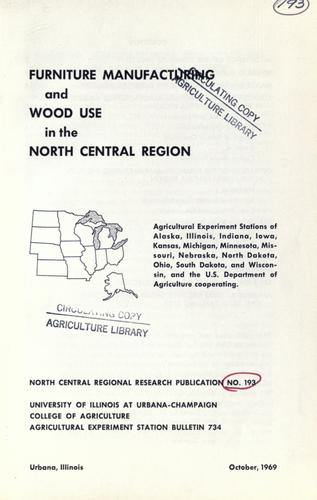 193
FURNITURE MANUFACTURING
and
WOOD USE
in the
NORTH CENTRAL REGION
CIRCULATING COPY
AGRICULTURE LIBRARY
Agricultural Experiment Stations of
Alaska, Illinois, Indiana, Iowa,
Kansas, Michigan, Minnesota, Mis-
souri, Nebraska, North Dakota,
Ohio, South Dakota, and Wiscon-
sin, and the U.S. Department of
Agriculture cooperating.
CIRCULATING COPY
AGRICULTURE LIBRARY
NORTH CENTRAL REGIONAL RESEARCH PUBLICATION NO. 193
UNIVERSITY OF ILLINOIS AT URBANA-CHAMPAIGN
COLLEGE OF AGRICULTURE
AGRICULTURAL EXPERIMENT STATION BULLETIN 734
Urbana, Illinois October, 1969